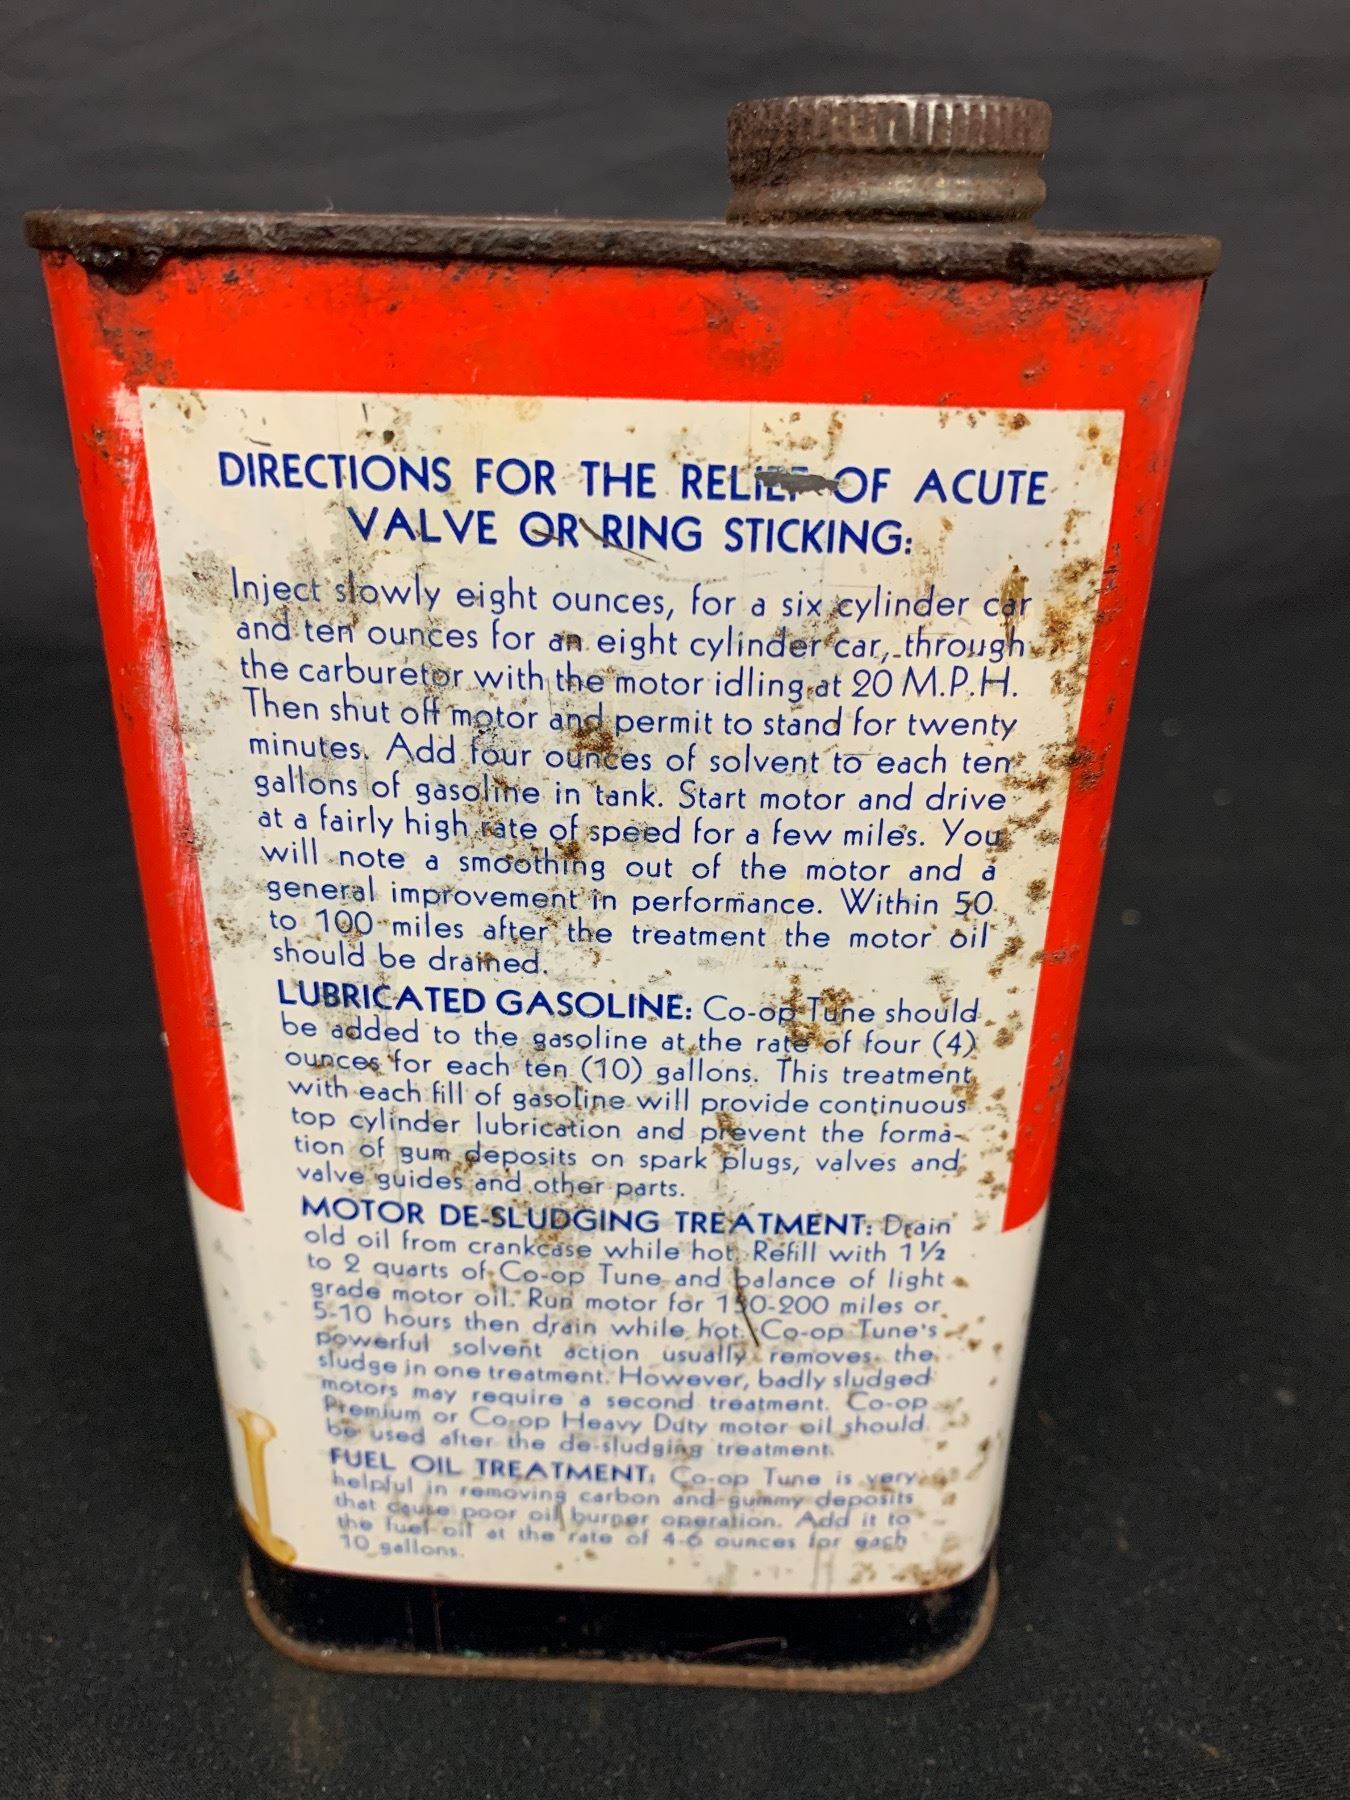 DIRECTIONS FOR THE RELIEF OF ACUTE
VALVE OR RING STICKING:
Inject slowly eight ounces, for a six cylinder car
and ten ounces for an eight cylinder car, through
the carburetor with the motor idling at 20 M.P.H.
Then shut off motor and permit to stand for twenty
minutes. Add four ounces of solvent to each ten
gallons of gasoline in tank. Start motor and drive
at a fairly high rate of speed for a few miles. You
will note a smoothing out of the motor and a
general improvement in performance. Within 50
to 100 miles after the treatment the motor oil
should be drained.
LUBRICATED GASOLINE: Co-op Tune should
be added to the gasoline at the rate of four (4)
ounces for each ten (10) gallons. This treatment
with each fill of gasoline will provide continuous
top cylinder lubrication and prevent the forma-
tion of gum deposits on spark plugs, valves and
valve guides and other parts.
MOTOR DE-SLUDGING TREATMENT: Drain
old oil from crankcase while hot. Refill with 1½
to 2 quarts of Co-op Tune and balance of light
grade motor oil. Run motor for 150-200 miles or
5-10 hours then drain while hot. Co-op Tune's
powerful solvent action usually removes the
sludge in one treatment. However, badly sludged
motors may require a second treatment. Co-op
Premium or Co-op Heavy Duty motor oil should
be used after the de-sludging treatment.
FUEL OIL TREATMENT: Co-op Tune is very
helpful in removing carbon and gummy deposits
that cause poor oil burner operation. Add it to
the fuel oil at the rate of 4-6 ounces for each
10 gallons.